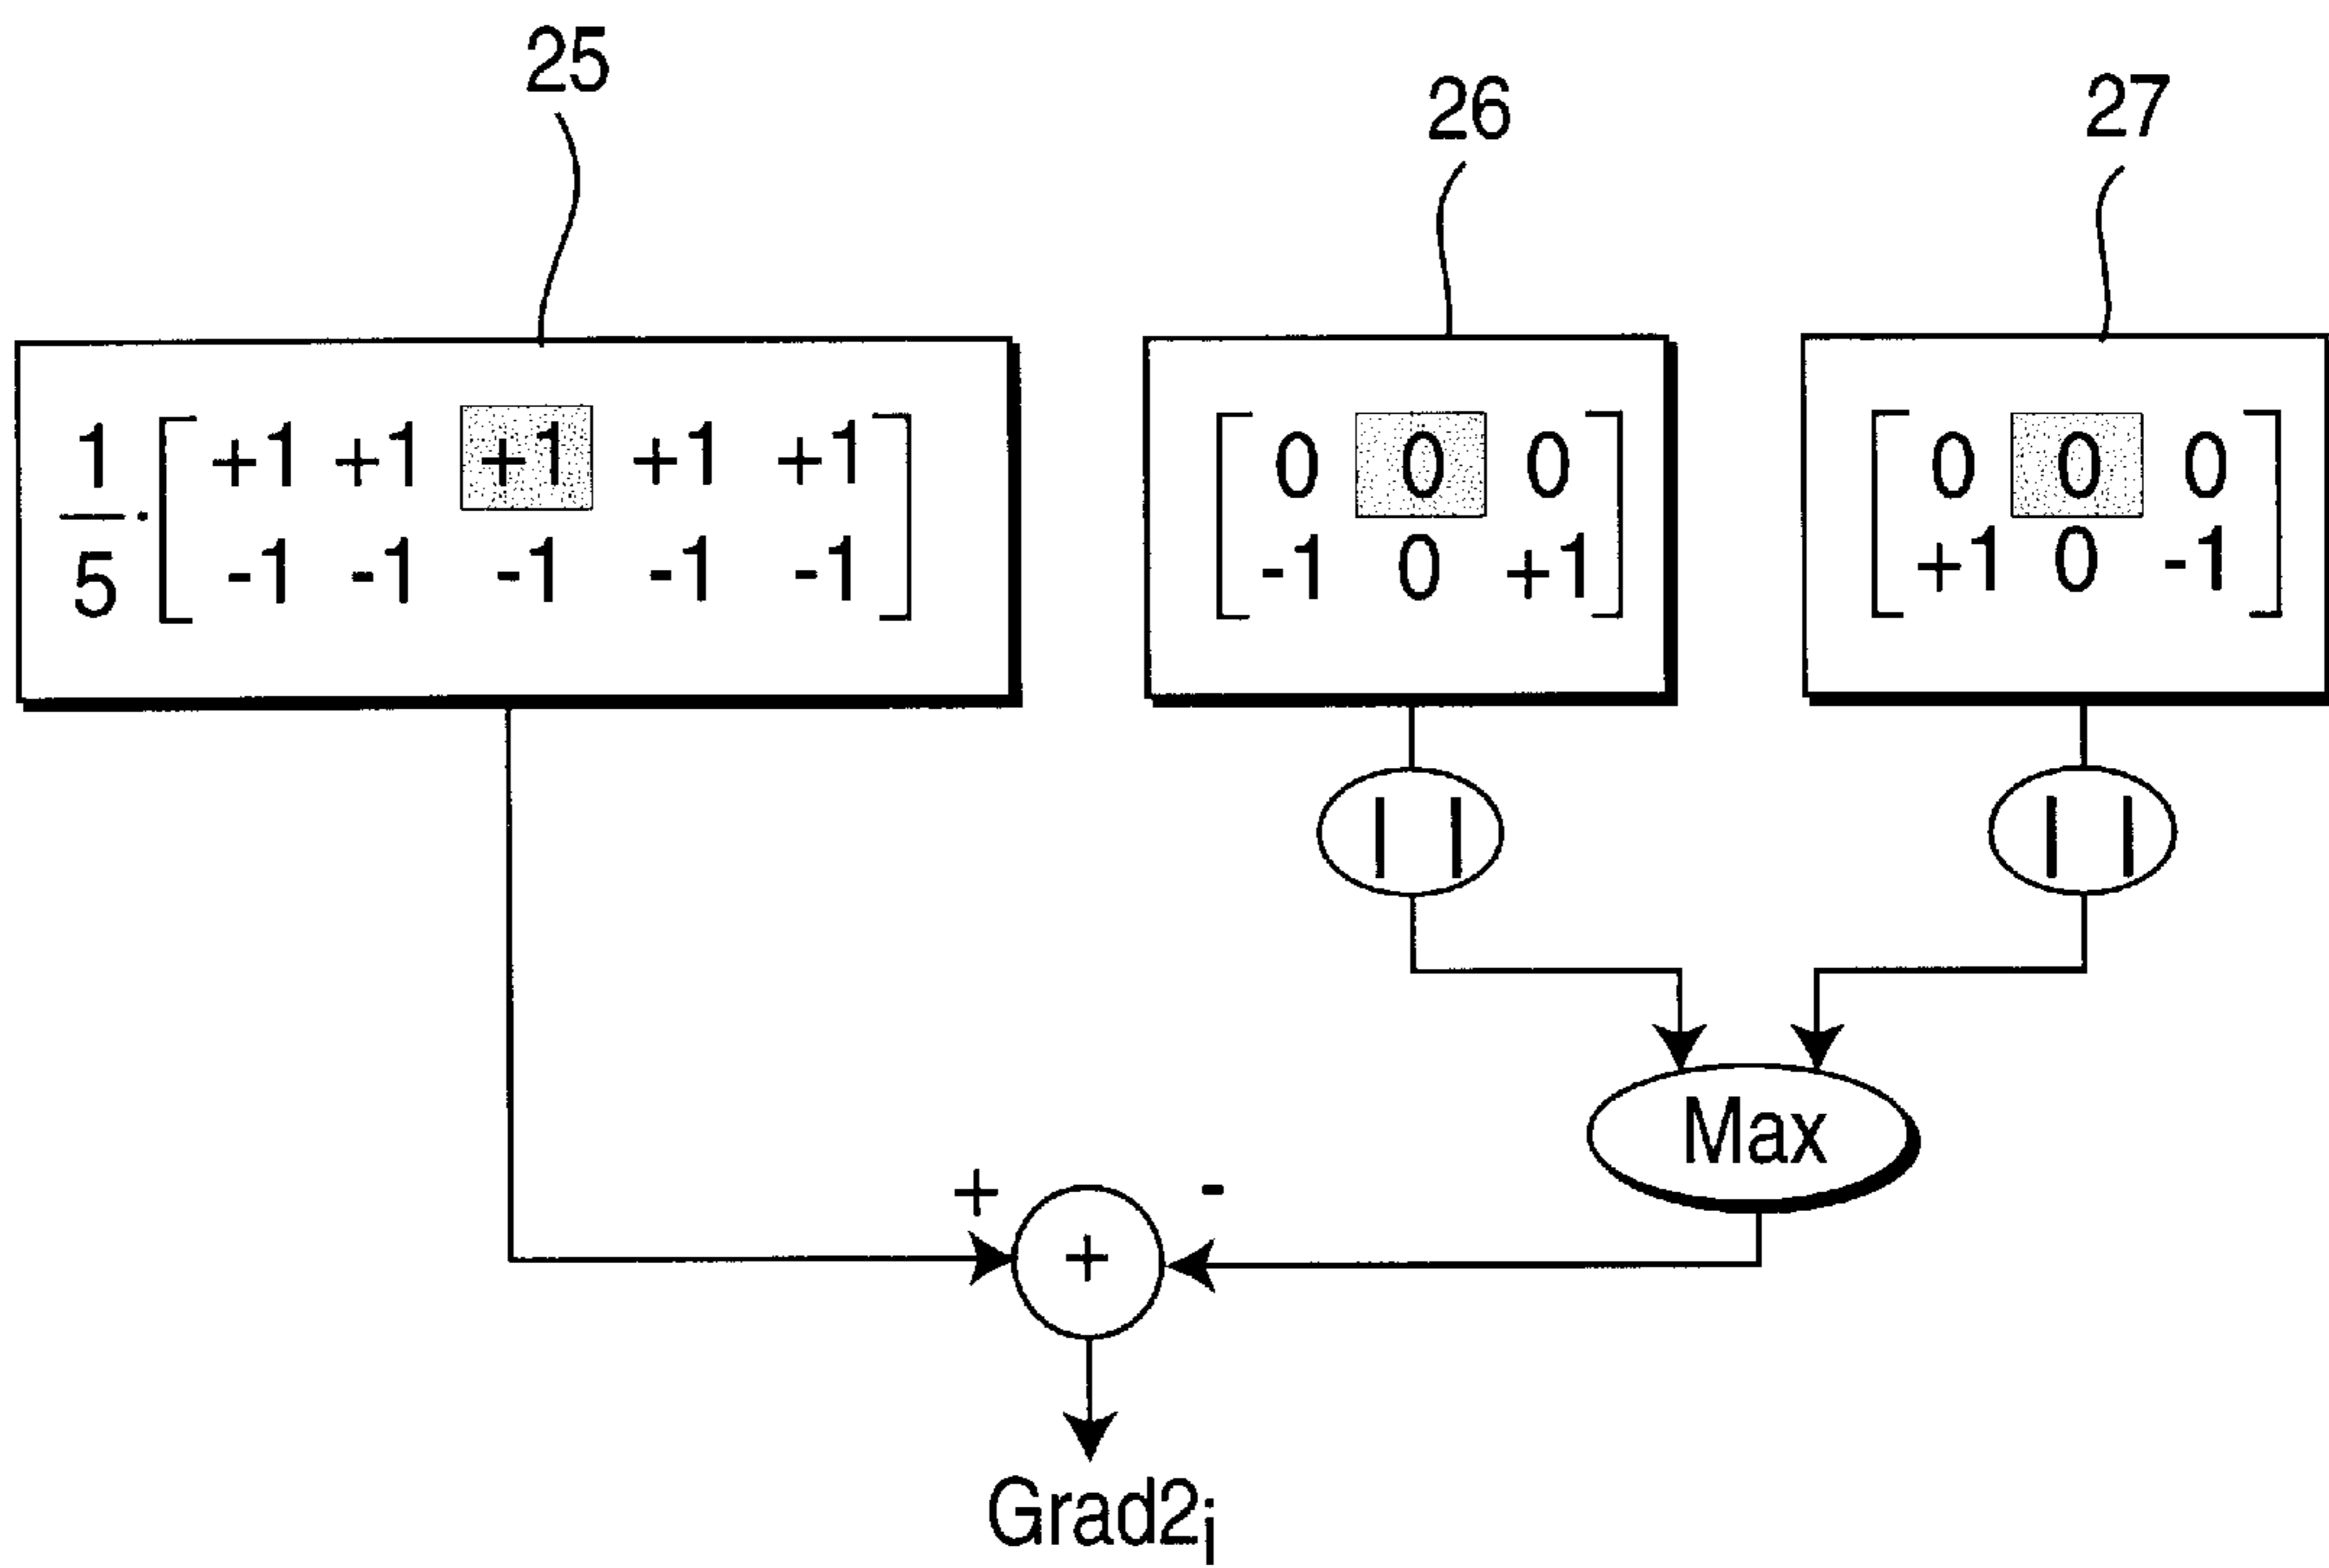 25
26
27
1/5 · [ +1 +1 +1 +1 +1
-1 -1 -1 -1 -1 ]
[ 0 0 0
-1 0 +1 ]
[ 0 0 0
+1 0 -1 ]
| |
| |
Max
+ -
+
Grad2i